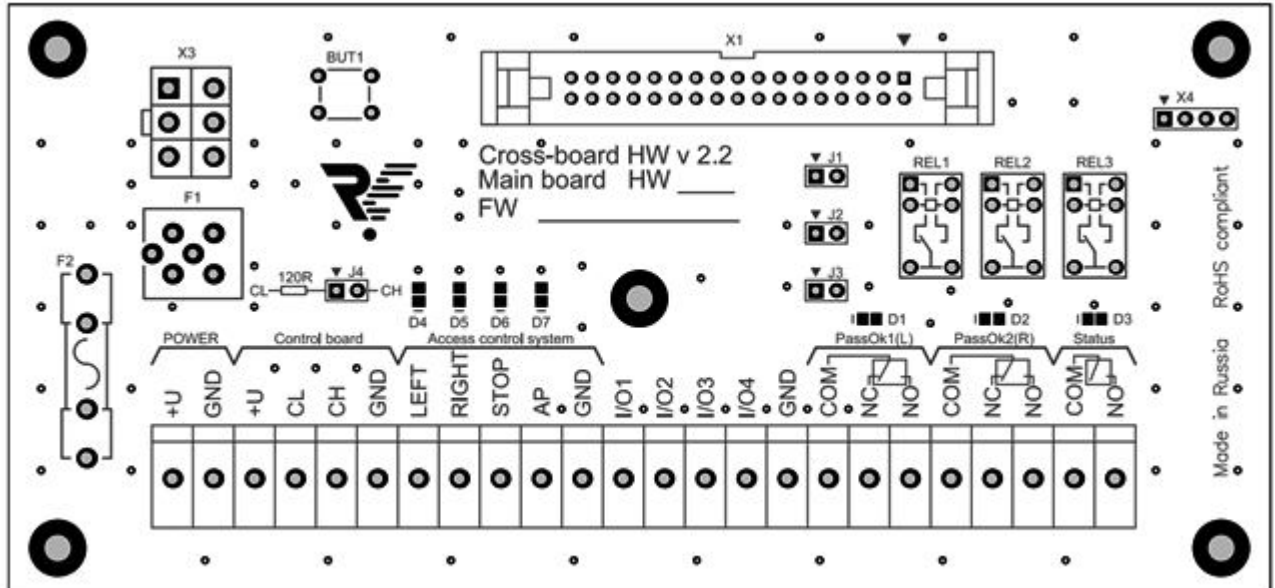 X3
BUT1
X1
X4
Cross-board HW v 2.2
Main board HW ____
FW ______________
J1
J2
J3
REL1
REL2
REL3
F1
F2
120R
J4
CL
CH
D4
D5
D6
D7
D1
D2
D3
POWER
Control board
Access control system
PassOk1(L)
PassOk2(R)
Status
+U
GND
+U
CL
CH
GND
LEFT
RIGHT
STOP
AP
GND
I/O1
I/O2
I/O3
I/O4
GND
COM
NC
NO
COM
NC
NO
COM
NO
Made in Russia RoHS compliant